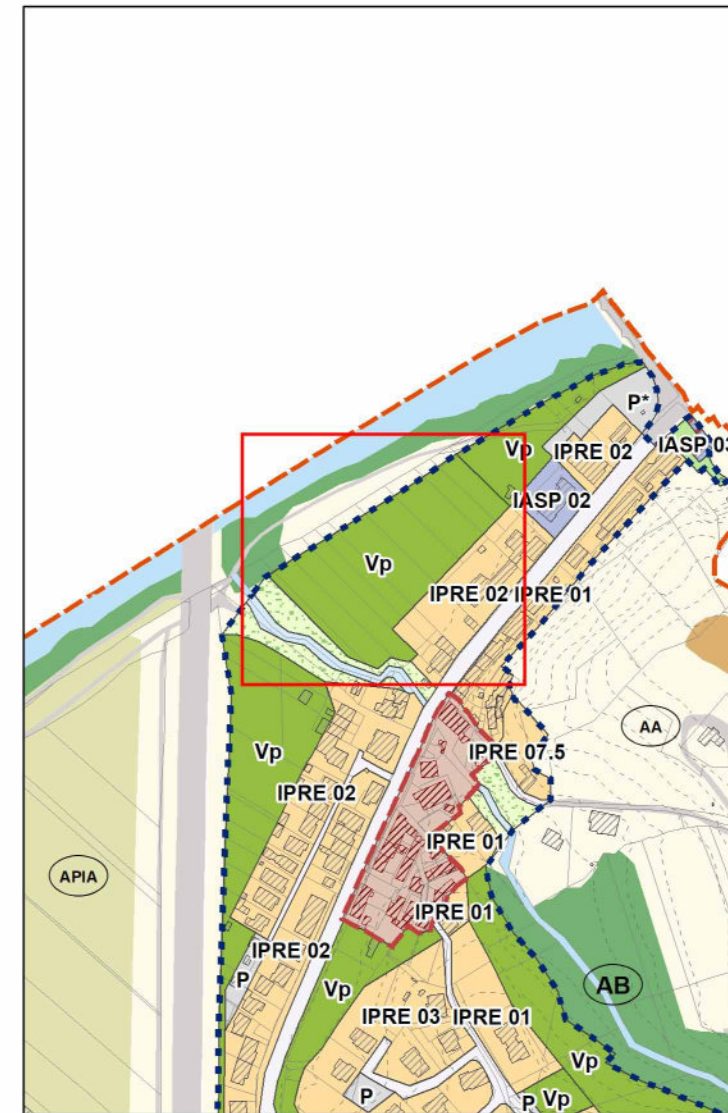 P*
Vp IPRE 02 IASP 03
IASP 02
Vp
IPRE 02 IPRE 01
AA
Vp
IPRE 07.5
IPRE 02
IPRE 01
APIA
IPRE 01
IPRE 02
P
Vp
AB
IPRE 03 IPRE 01
Vp
P
P Vp